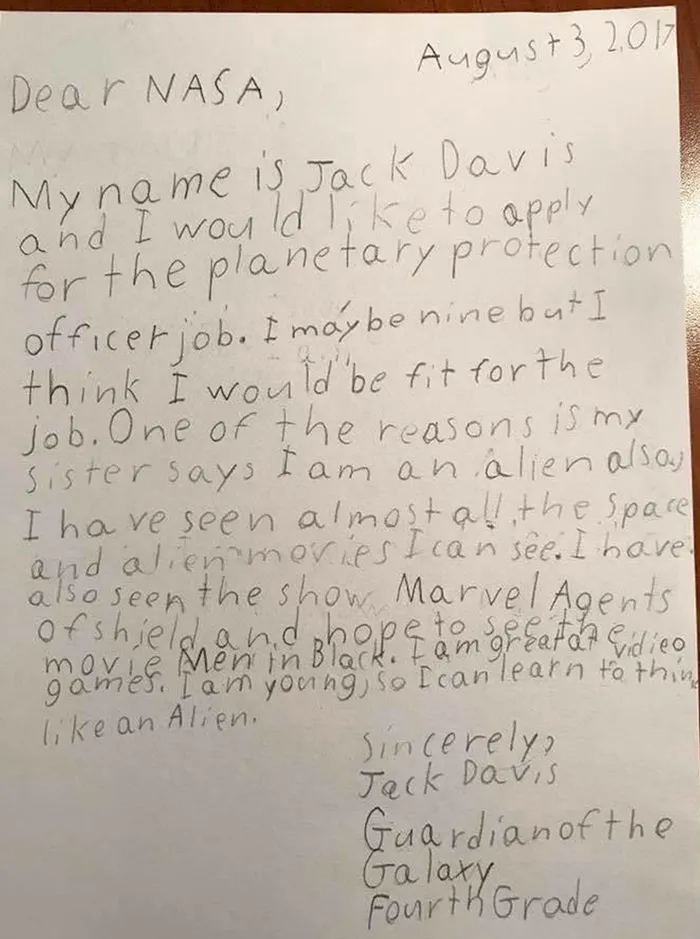 August 3, 2017
Dear NASA,
My name is Jack Davis
and I would like to apply
for the planetary protection
officer job. I may be nine but I
think I would be fit for the
job. One of the reasons is my
sister says I am an alien also,
I have seen almost all the space
and alien movies I can see. I have
also seen the show Marvel Agents
of shield and hope to see the
movie Men in Black. I am great at vidieo
games. I am young, so I can learn to thin
like an Alien.
Sincerely,
Jack Davis
Guardian of the
Galaxy
Fourth Grade